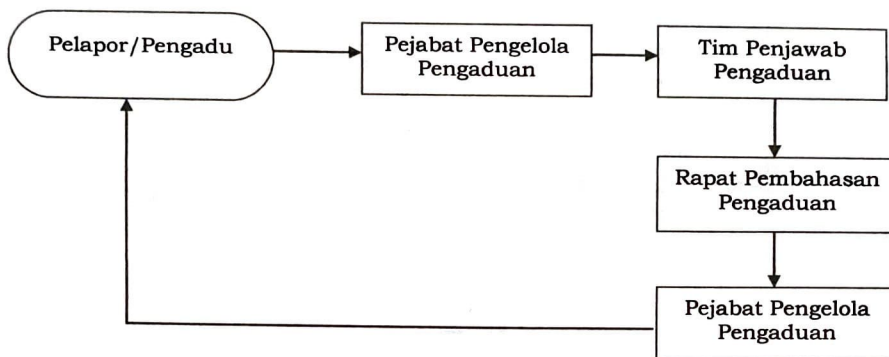 Pelapor/Pengadu
Pejabat Pengelola
Pengaduan
Tim Penjawab
Pengaduan
Rapat Pembahasan
Pengaduan
Pejabat Pengelola
Pengaduan